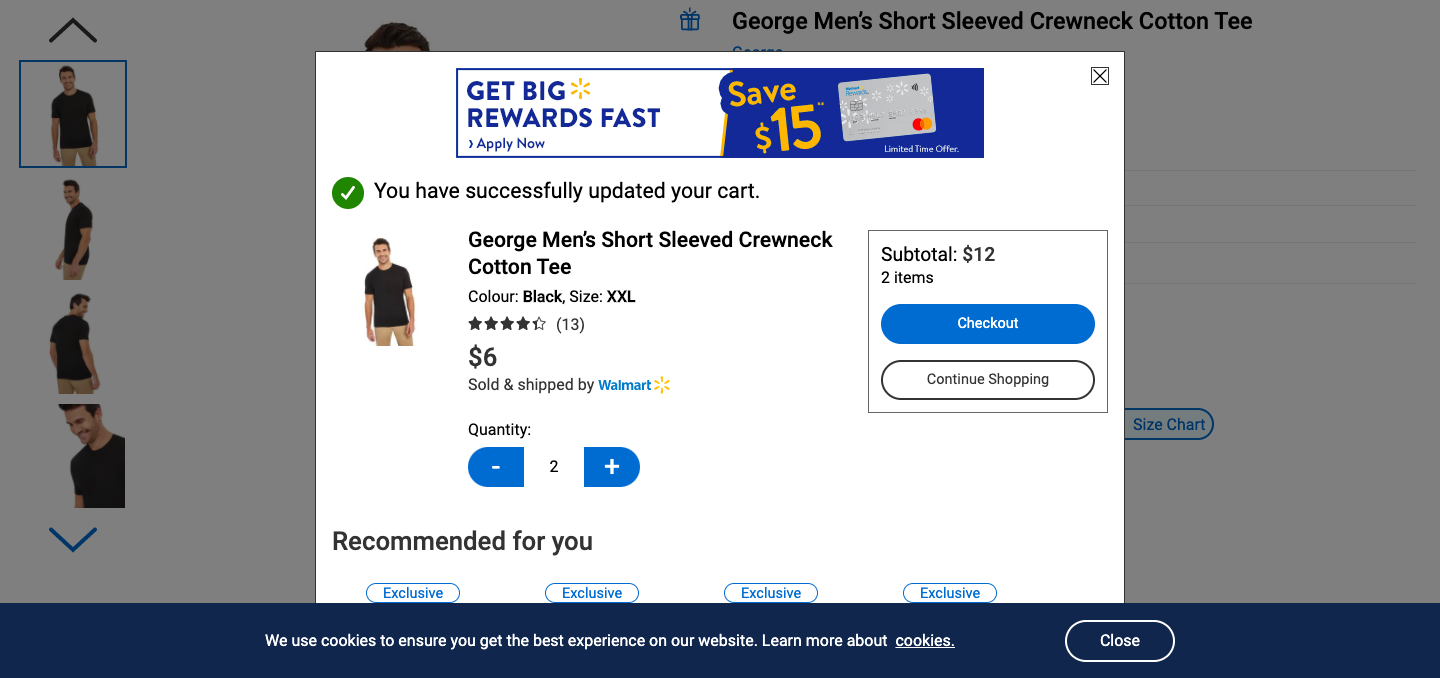 George Men's Short Sleeved Crewneck Cotton Tee
GET BIG
REWARDS FAST
› Apply Now
Save
$15**
Walmart
Rewards
Limited Time Offer.
You have successfully updated your cart.
George Men's Short Sleeved Crewneck
Cotton Tee
Colour: Black, Size: XXL
(13)
$6
Sold & shipped by Walmart
Quantity:
- 2 +
Subtotal: $12
2 items
Checkout
Continue Shopping
Size Chart
Recommended for you
Exclusive Exclusive Exclusive Exclusive
We use cookies to ensure you get the best experience on our website. Learn more about cookies.
Close